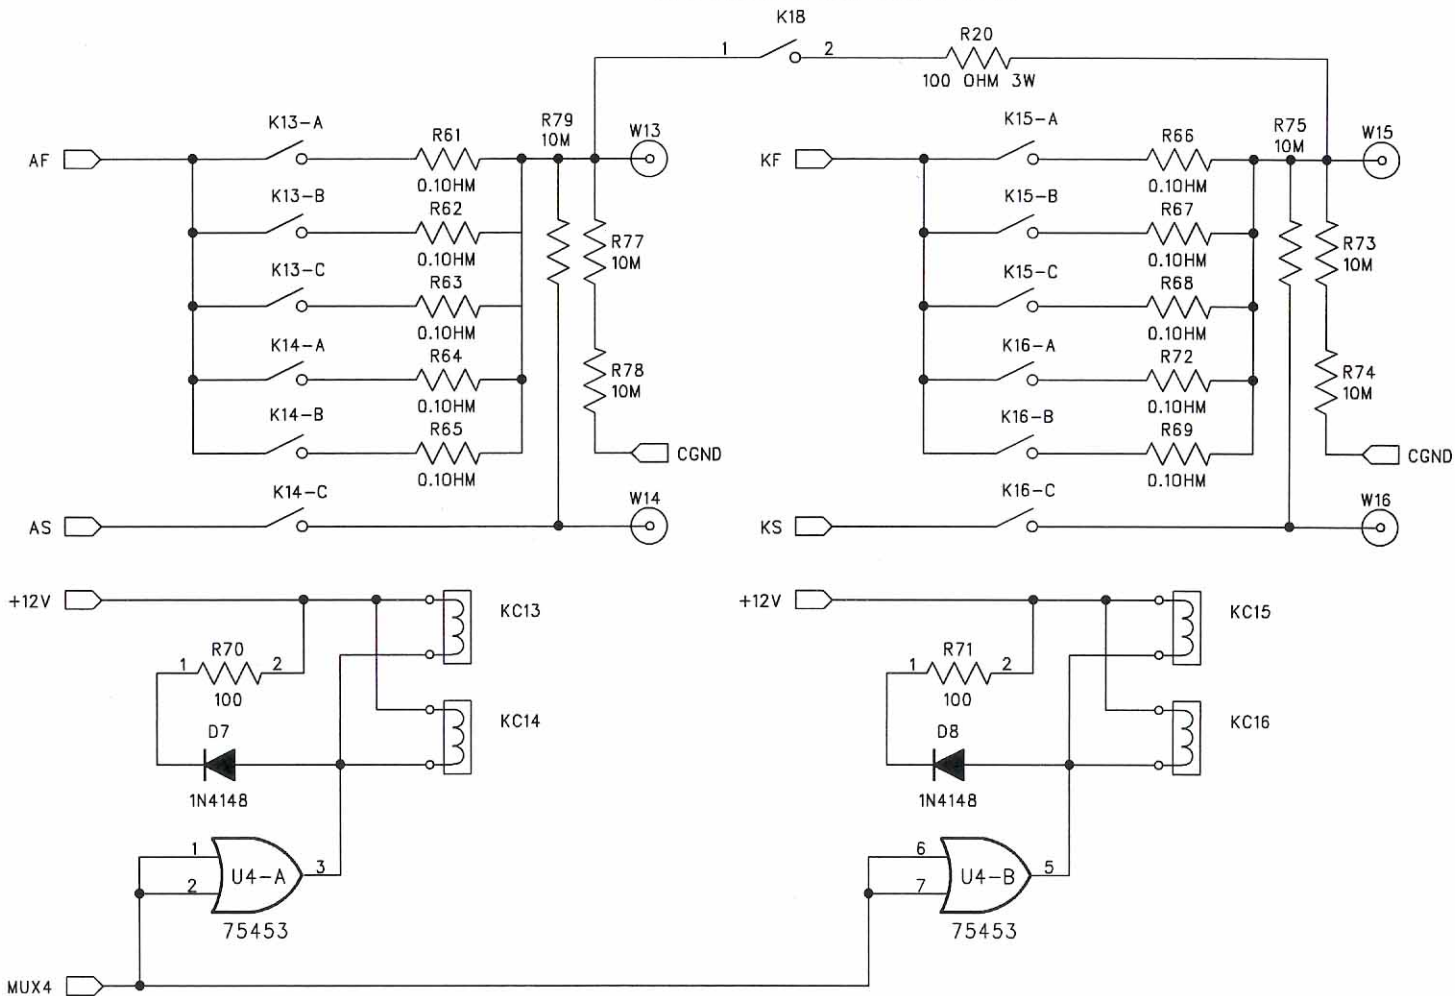 K18
1 2
R20
100 OHM 3W
AF
K13-A
R61
0.1OHM
R79
10M
W13
K13-B
R62
0.1OHM
R77
10M
K13-C
R63
0.1OHM
K14-A
R64
0.1OHM
R78
10M
K14-B
R65
0.1OHM
CGND
AS
K14-C
W14
KF
K15-A
R66
0.1OHM
R75
10M
W15
K15-B
R67
0.1OHM
R73
10M
K15-C
R68
0.1OHM
K16-A
R72
0.1OHM
R74
10M
K16-B
R69
0.1OHM
CGND
KS
K16-C
W16
+12V
KC13
R70
1 2
100
KC14
D7
1N4148
1
2
U4-A
3
75453
+12V
KC15
R71
1 2
100
KC16
D8
1N4148
6
7
U4-B
5
75453
MUX4